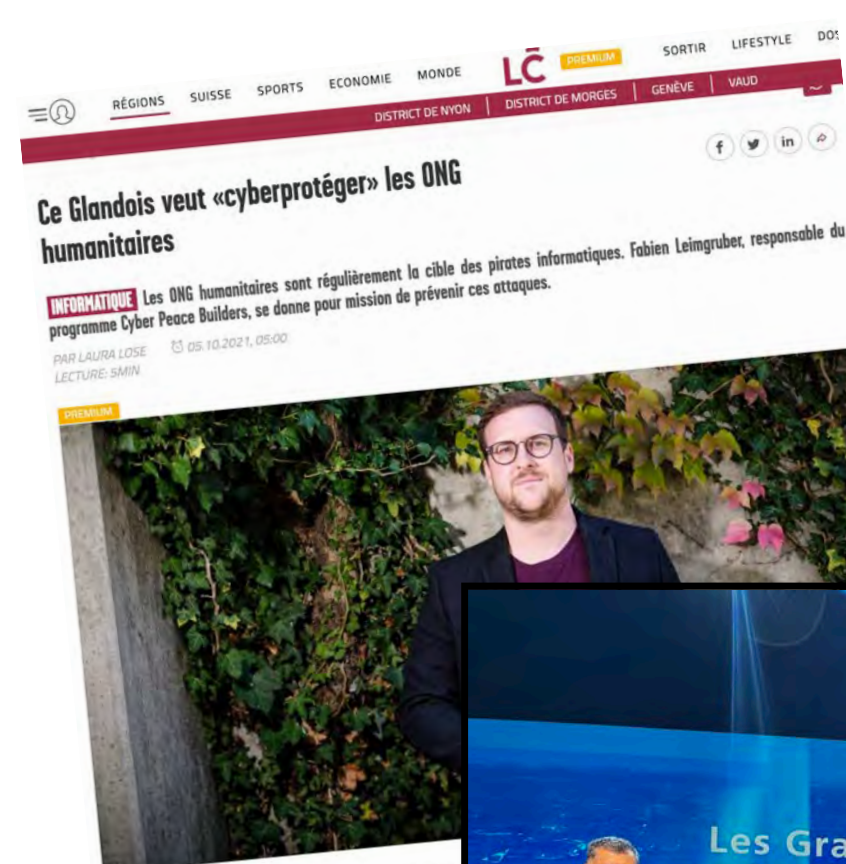 RÉGIONS SUISSE SPORTS ECONOMIE MONDE LC PREMIUM SORTIR LIFESTYLE
DISTRICT DE NYON | DISTRICT DE MORGES | GENÈVE | VAUD
Ce Glandois veut «cyberprotéger» les ONG
humanitaires
INFORMATIQUE Les ONG humanitaires sont régulièrement la cible des pirates informatiques. Fabien Leimgruber, responsable du
programme Cyber Peace Builders, se donne pour mission de prévenir ces attaques.
PAR LAURA LOSE 05.10.2021, 05:00
LECTURE: 5MIN
PREMIUM
Les Gra